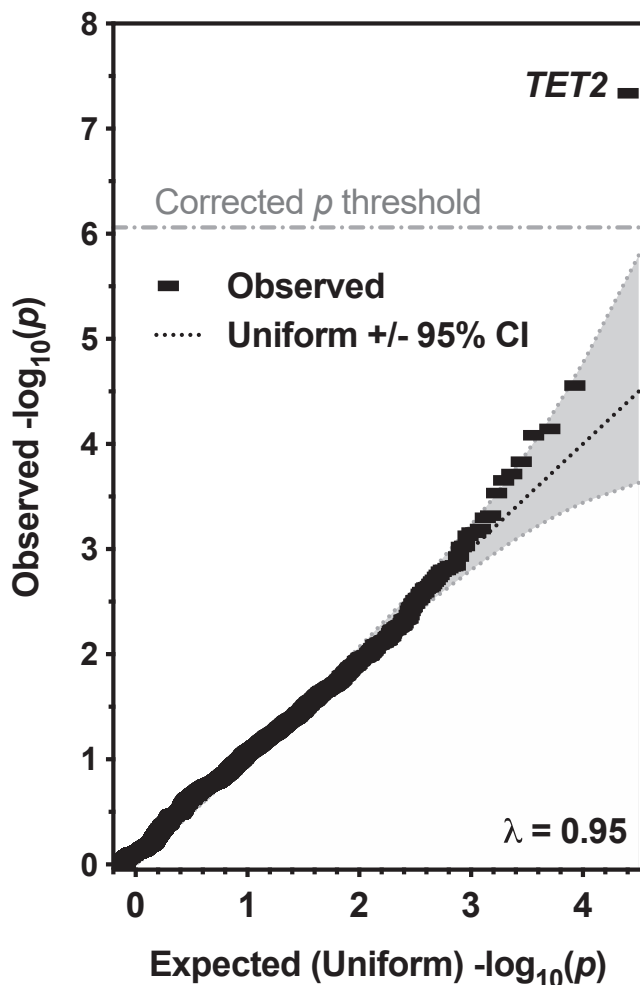 8
TET2
7
Corrected p threshold
6
Observed
Uniform +/- 95% CI
5
4
3
2
1
λ = 0.95
0
0 1 2 3 4
Observed -log10(p)
Expected (Uniform) -log10(p)